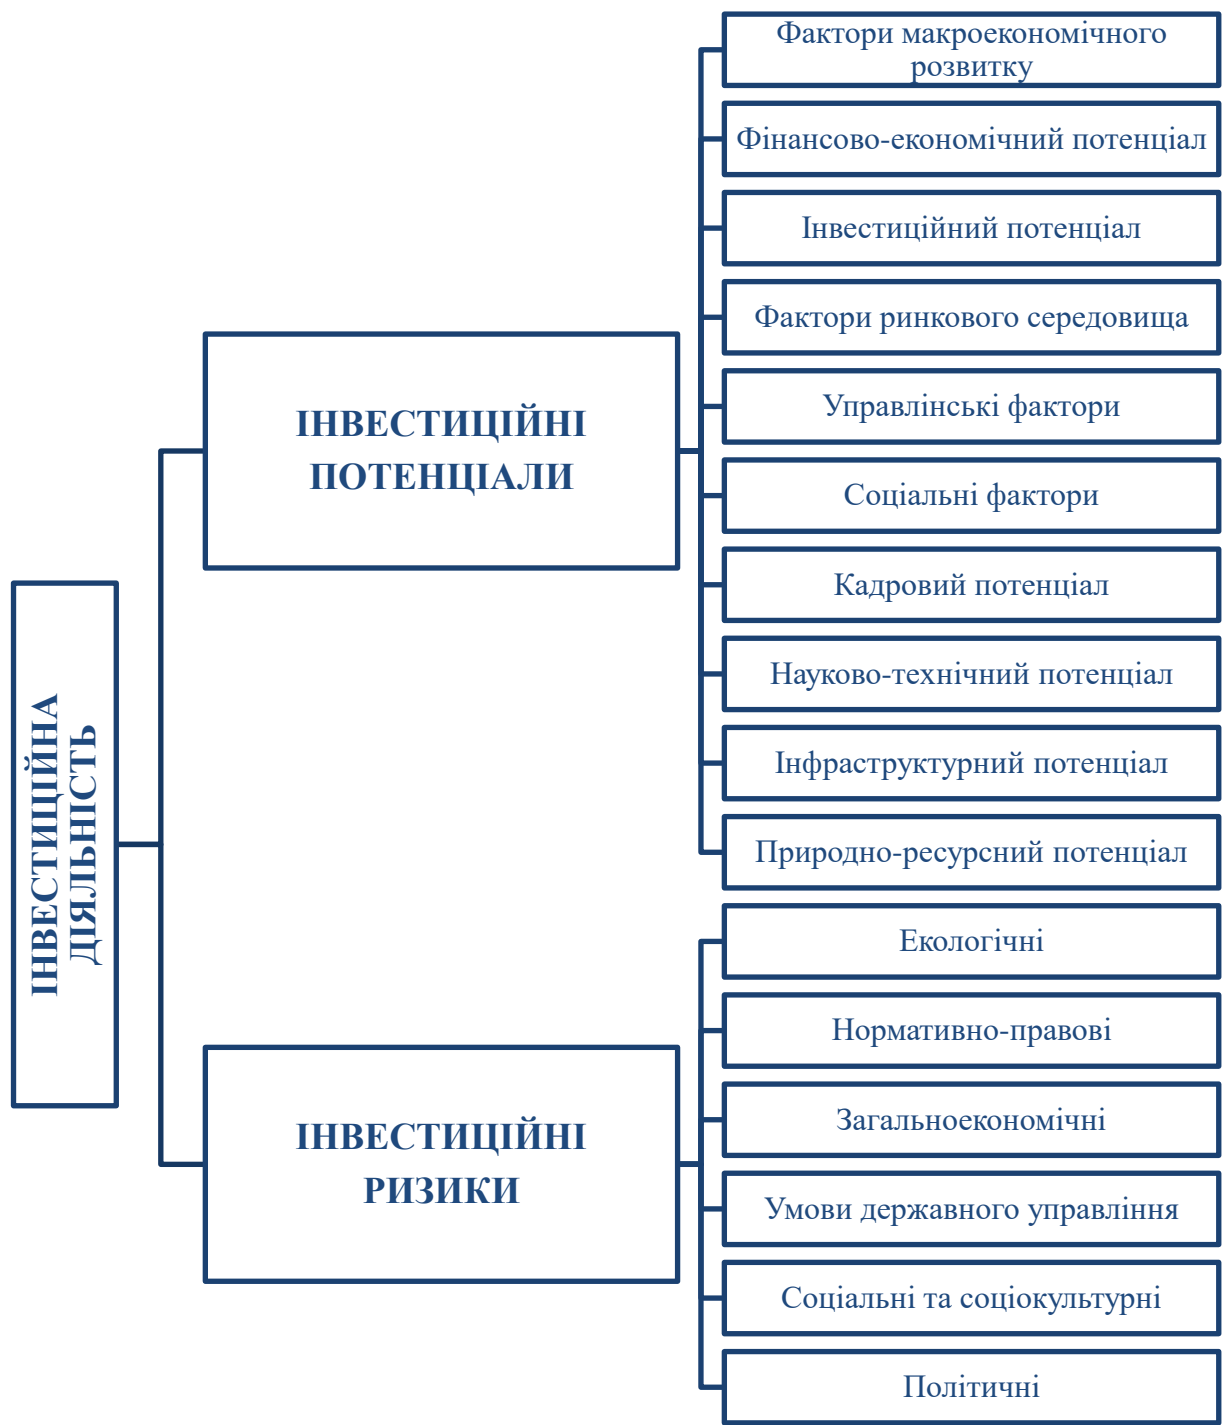 ІНВЕСТИЦІЙНА
ДІЯЛЬНІСТЬ
ІНВЕСТИЦІЙНІ
ПОТЕНЦІАЛИ
Фактори макроекономічного
розвитку
Фінансово-економічний потенціал
Інвестиційний потенціал
Фактори ринкового середовища
Управлінські фактори
Соціальні фактори
Кадровий потенціал
Науково-технічний потенціал
Інфраструктурний потенціал
Природно-ресурсний потенціал
ІНВЕСТИЦІЙНІ
РИЗИКИ
Екологічні
Нормативно-правові
Загальноекономічні
Умови державного управління
Соціальні та соціокультурні
Політичні